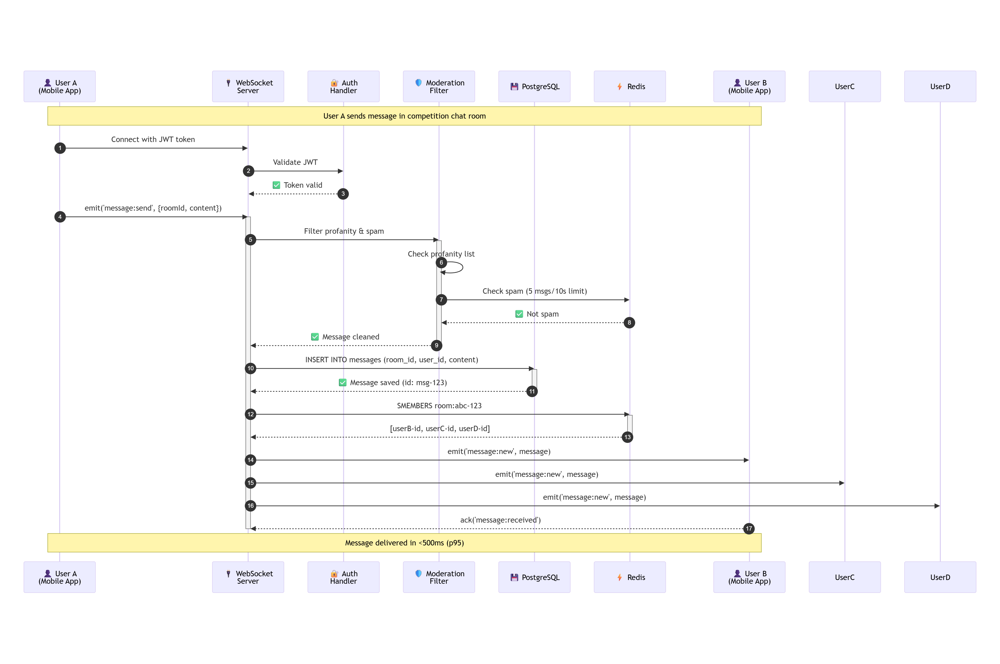 👤 User A
(Mobile App)
🔌 WebSocket
Server
🔐 Auth
Handler
🛡️ Moderation
Filter
💾 PostgreSQL
⚡ Redis
👤 User B
(Mobile App)
UserC
UserD
User A sends message in competition chat room
Connect with JWT token
1
Validate JWT
2
✅ Token valid
3
emit('message:send', {roomId, content})
4
Filter profanity & spam
5
Check profanity list
6
Check spam (5 msgs/10s limit)
7
✅ Not spam
8
✅ Message cleaned
9
INSERT INTO messages (room_id, user_id, content)
10
✅ Message saved (id: msg-123)
11
SMEMBERS room:abc-123
12
[userB-id, userC-id, userD-id]
13
emit('message:new', message)
14
emit('message:new', message)
15
emit('message:new', message)
16
ack('message:received')
17
Message delivered in <500ms (p95)
👤 User A
(Mobile App)
🔌 WebSocket
Server
🔐 Auth
Handler
🛡️ Moderation
Filter
💾 PostgreSQL
⚡ Redis
👤 User B
(Mobile App)
UserC
UserD